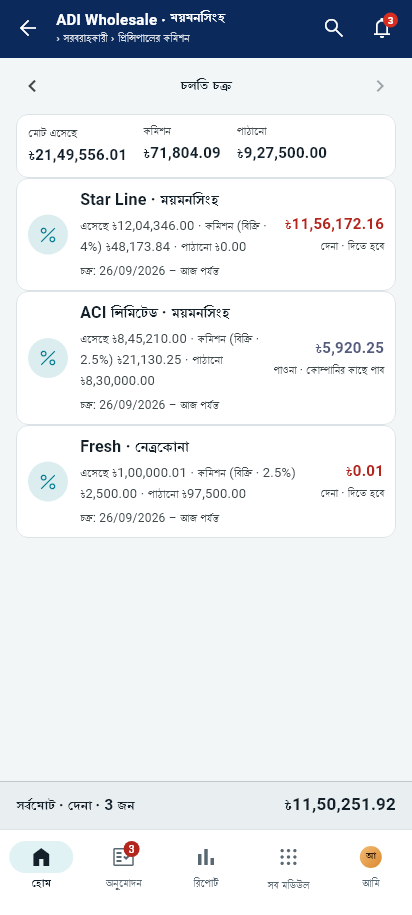 ADI Wholesale · ময়মনসিংহ
› সরবরাহকারী › প্রিন্সিপালের কমিশন
3
চলতি চক্র
মোট এসেছে
৳21,49,556.01
কমিশন
৳71,804.09
পাঠানো
৳9,27,500.00
Star Line · ময়মনসিংহ
এসেছে ৳12,04,346.00 · কমিশন (বিক্রি ·
4%) ৳48,173.84 · পাঠানো ৳0.00
চক্র: 26/09/2026 – আজ পর্যন্ত
৳11,56,172.16
দেনা · দিতে হবে
ACI লিমিটেড · ময়মনসিংহ
এসেছে ৳8,45,210.00 · কমিশন (বিক্রি ·
2.5%) ৳21,130.25 · পাঠানো
৳8,30,000.00
চক্র: 26/09/2026 – আজ পর্যন্ত
৳5,920.25
পাওনা · কোম্পানির কাছে পাব
Fresh · নেত্রকোনা
এসেছে ৳1,00,000.01 · কমিশন (বিক্রি · 2.5%)
৳2,500.00 · পাঠানো ৳97,500.00
চক্র: 26/09/2026 – আজ পর্যন্ত
৳0.01
দেনা · দিতে হবে
সর্বমোট · দেনা · 3 জন
৳11,50,251.92
হোম
3
অনুমোদন
রিপোর্ট
সব মডিউল
আ
আমি